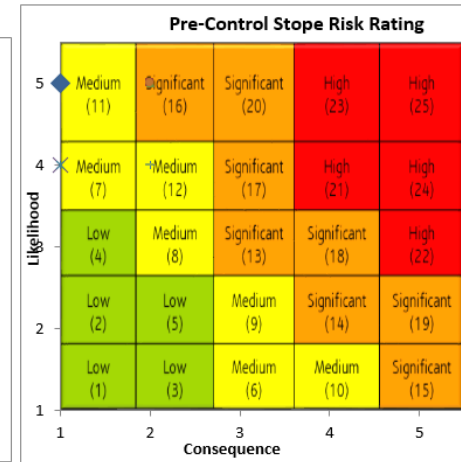 Pre-Control Stope Risk Rating
5
Medium
(11)
Significant
(16)
Significant
(20)
High
(23)
High
(25)
4
Medium
(7)
Medium
(12)
Significant
(17)
High
(21)
High
(24)
3
Low
(4)
Medium
(8)
Significant
(13)
Significant
(18)
High
(22)
Likelihood
2
Low
(2)
Low
(5)
Medium
(9)
Significant
(14)
Significant
(19)
Low
(1)
Low
(3)
Medium
(6)
Medium
(10)
Significant
(15)
1
1 2 3 4 5
Consequence